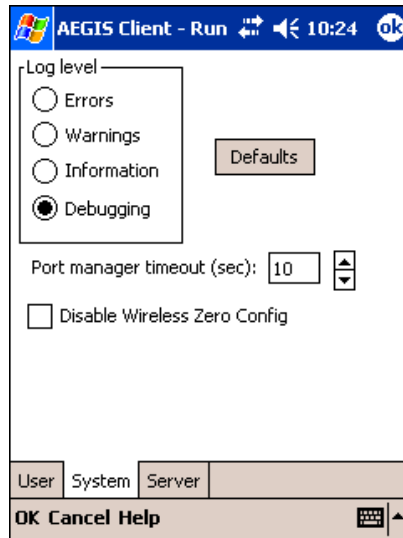 AEGIS Client - Run 10:24 ok
Log level
Errors
Warnings
Information
Debugging
Defaults
Port manager timeout (sec): 10
Disable Wireless Zero Config
User System Server
OK Cancel Help